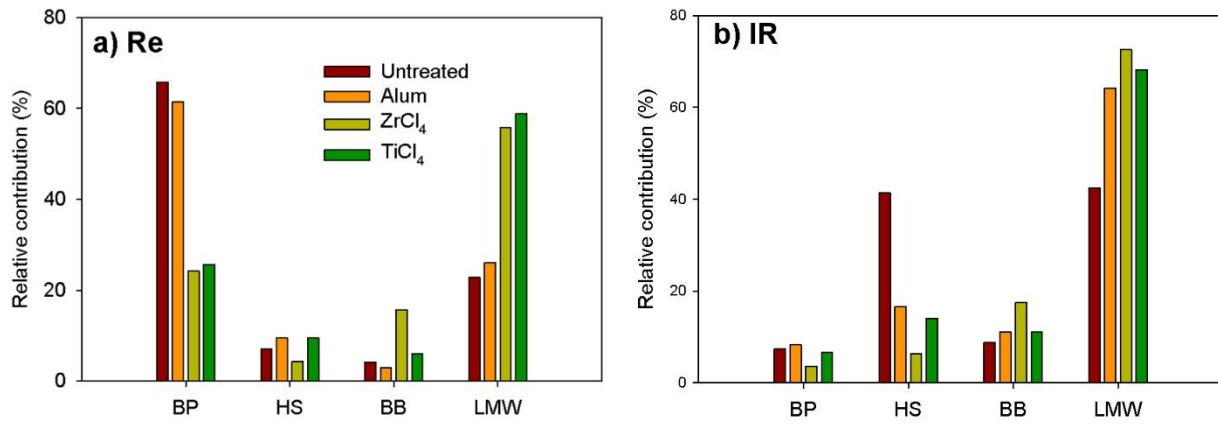 a) Re
Relative contribution (%)
80
60
40
20
0
Untreated
Alum
ZrCl₄
TiCl₄
BP HS BB LMW
b) IR
Relative contribution (%)
80
60
40
20
0
BP HS BB LMW